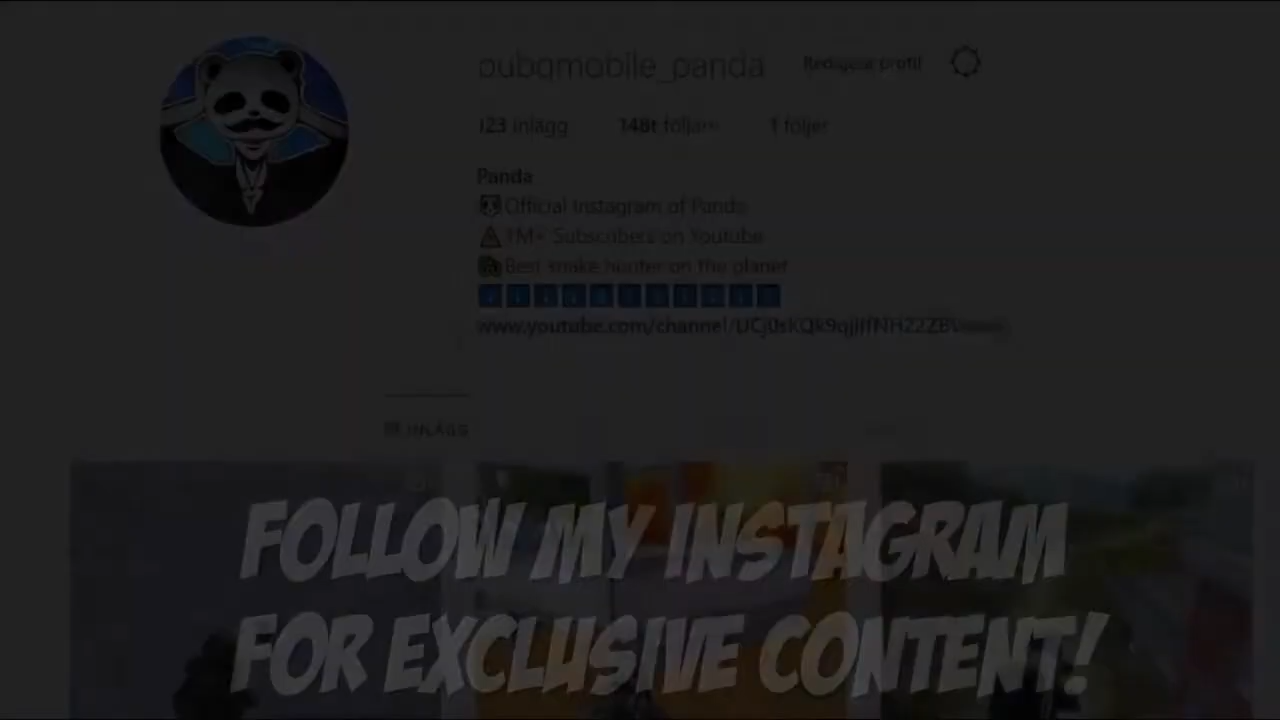 pubgmobile_panda Redigera profil
123 inlägg 148t följare 1 följer
Panda
Official Instagram of Panda
1M+ Subscribers on Youtube
Best snake hunter on the planet
INLÄGG
FOLLOW MY INSTAGRAM
FOR EXCLUSIVE CONTENT!